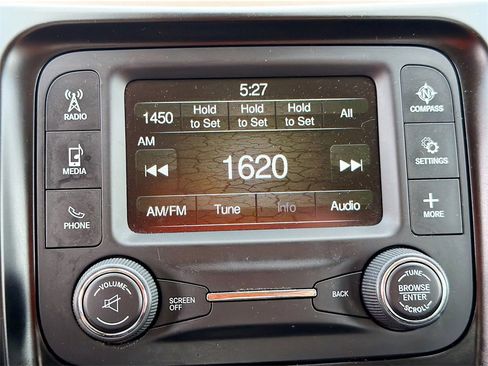 5:27
1450 Hold to Set Hold to Set Hold to Set All
AM
1620
AM/FM Tune Info Audio
RADIO
MEDIA
PHONE
COMPASS
SETTINGS
MORE
VOLUME
SCREEN OFF
BACK
TUNE
BROWSE
ENTER
SCROLL